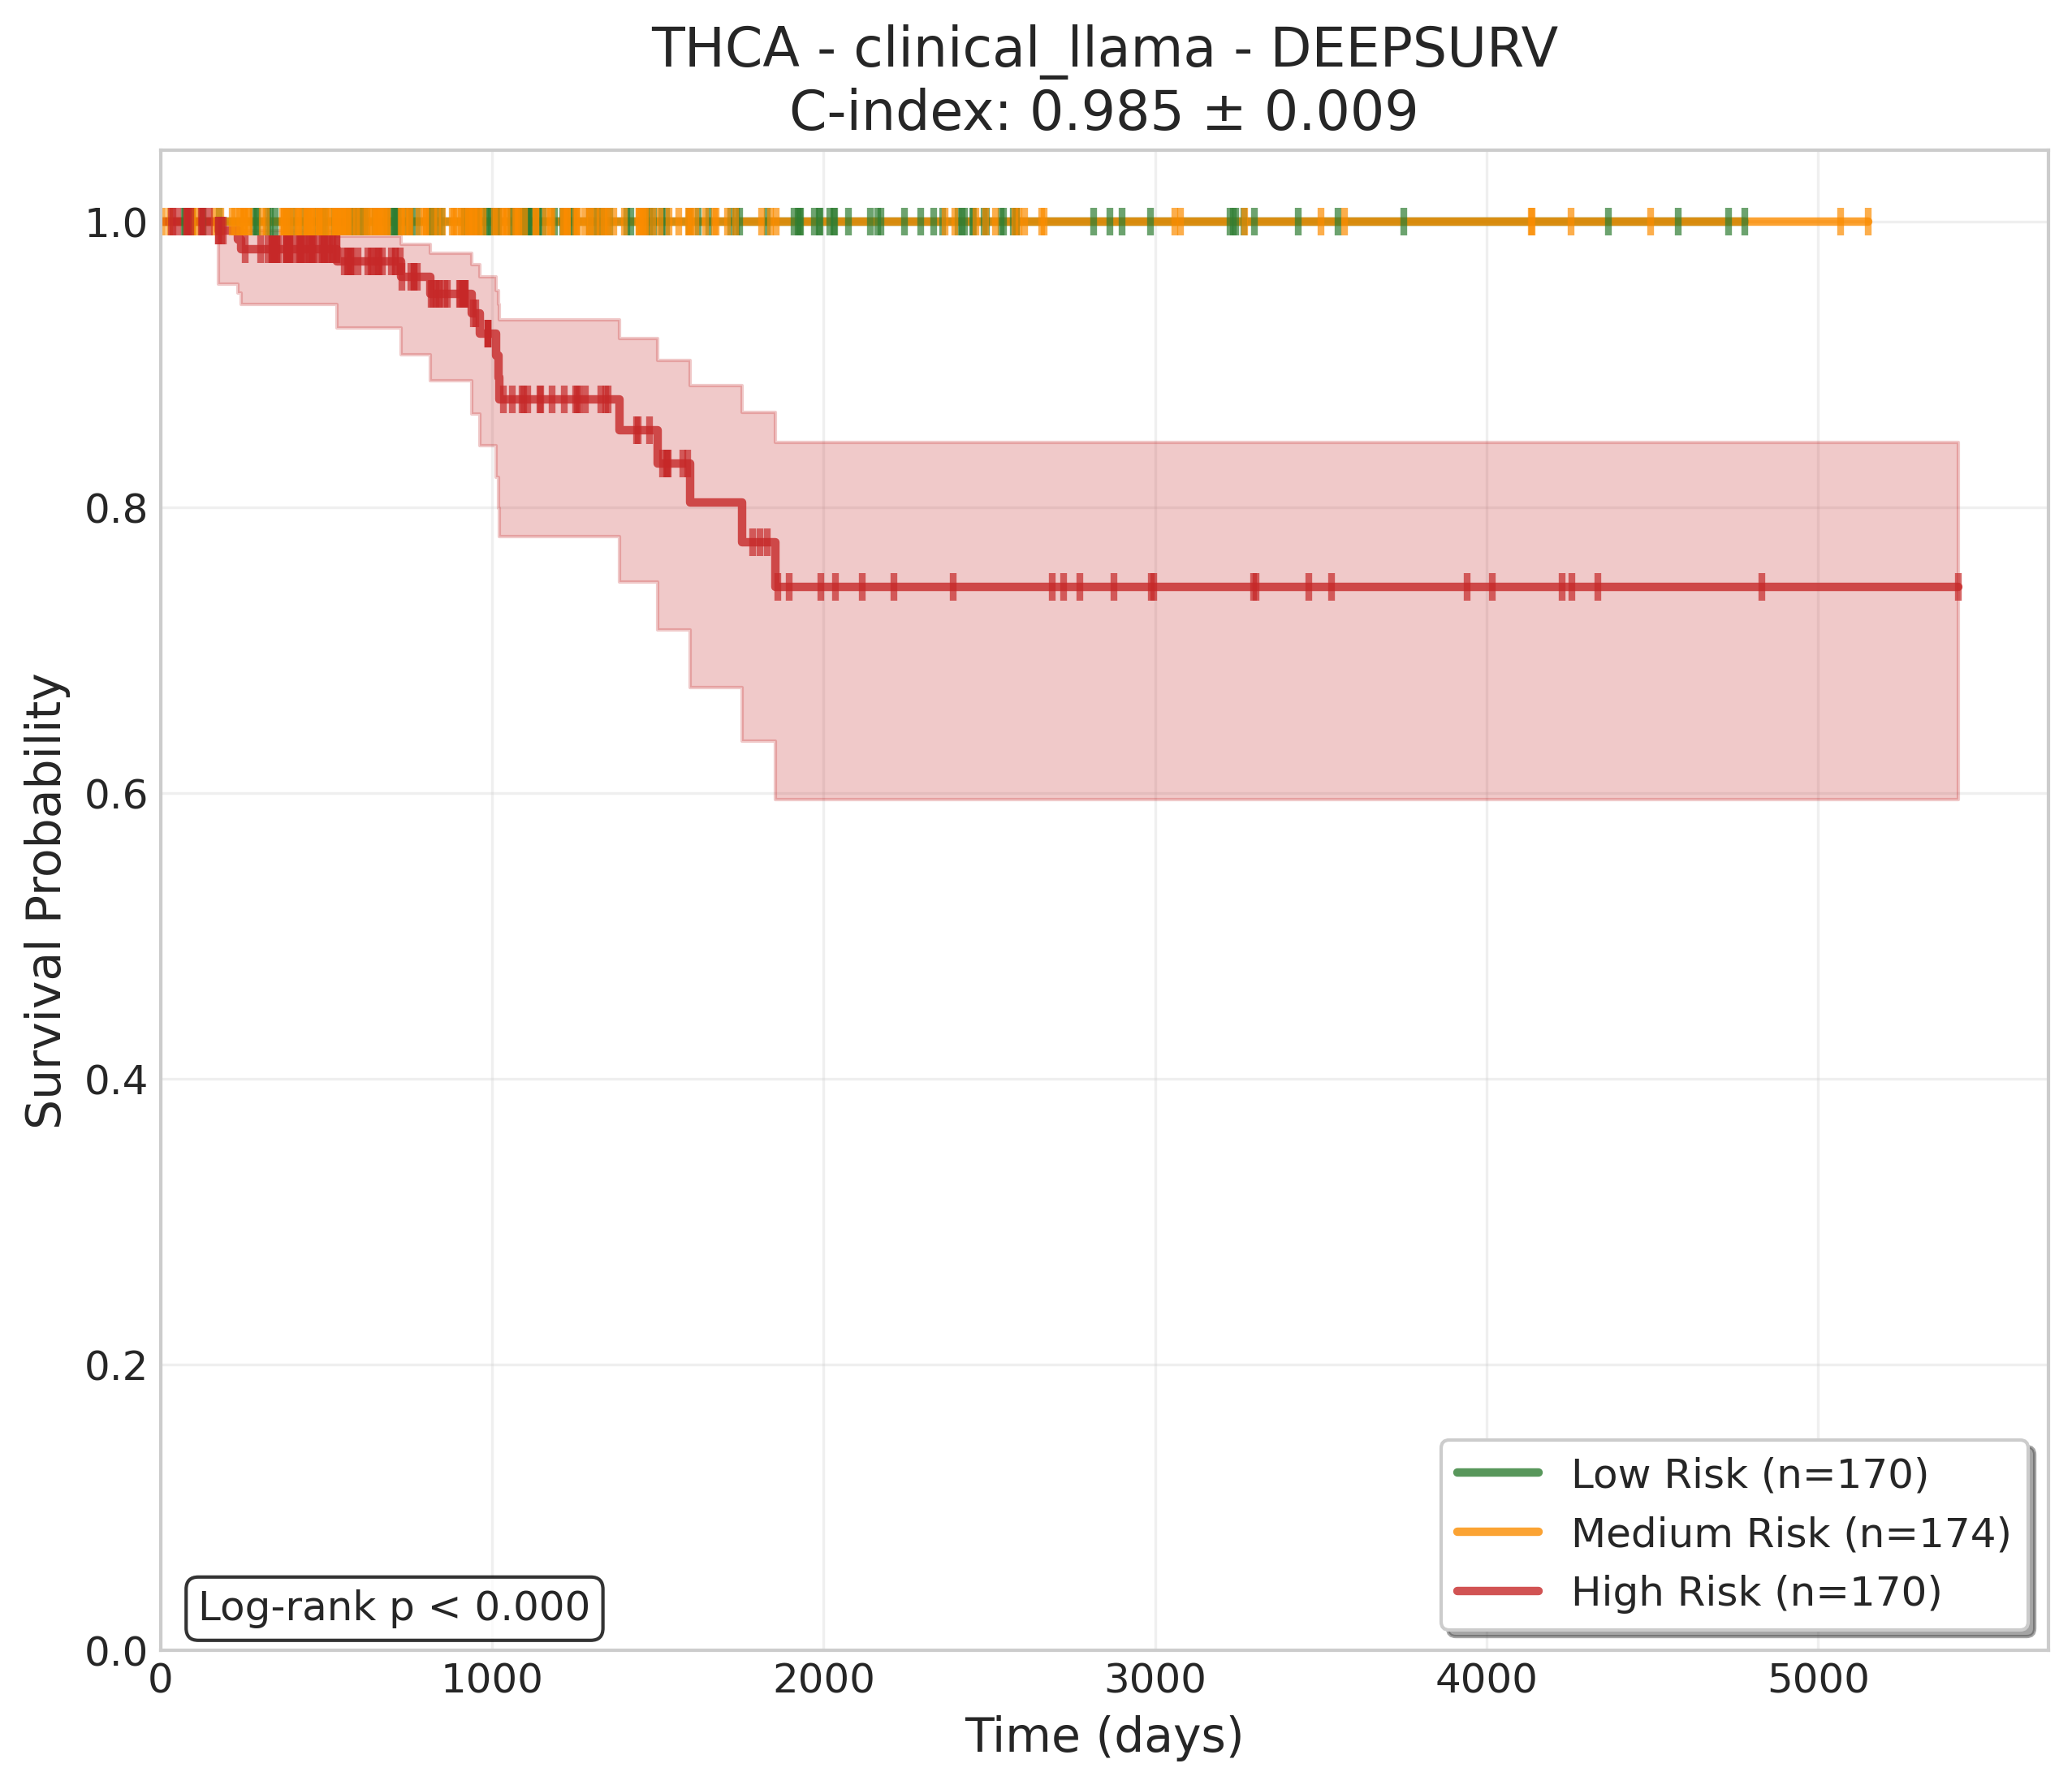 THCA - clinical_llama - DEEPSURV
C-index: 0.985 ± 0.009
Survival Probability
1.0
0.8
0.6
0.4
0.2
0.0
0 1000 2000 3000 4000 5000
Time (days)
Log-rank p < 0.000
Low Risk (n=170)
Medium Risk (n=174)
High Risk (n=170)